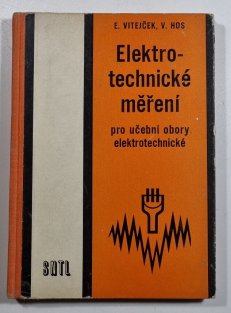 E. VITEJČEK, V. HOS
Elektro-
technické
měření
pro učební obory
elektrotechnické
SNTL